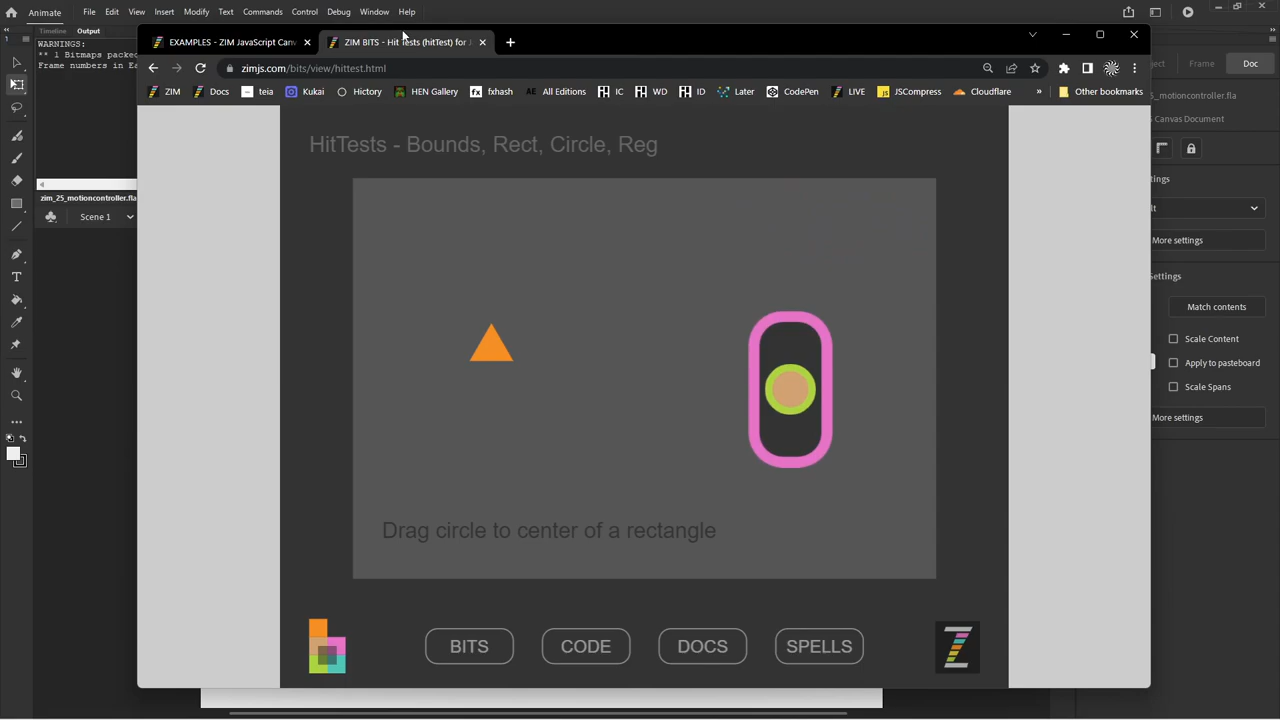 Animate
File Edit View Insert Modify Text Commands Control Debug Window Help
Timeline Output
WARNINGS:
** 1 Bitmaps packed
Frame numbers in Ea
zim_25_motioncontroller.fla
Scene 1
EXAMPLES - ZIM JavaScript Canv
ZIM BITS - Hit Tests (hitTest) for J
zimjs.com/bits/view/hittest.html
ZIM Docs teia Kukai Hictory HEN Gallery fxhash AE All Editions IC WD ID Later CodePen LIVE JSCompress Cloudflare » Other bookmarks
HitTests - Bounds, Rect, Circle, Reg
Drag circle to center of a rectangle
BITS CODE DOCS SPELLS
ject Frame Doc
5_motioncontroller.fla
Canvas Document
ttings
lt
More settings
Settings
Match contents
Scale Content
Apply to pasteboard
Scale Spans
More settings